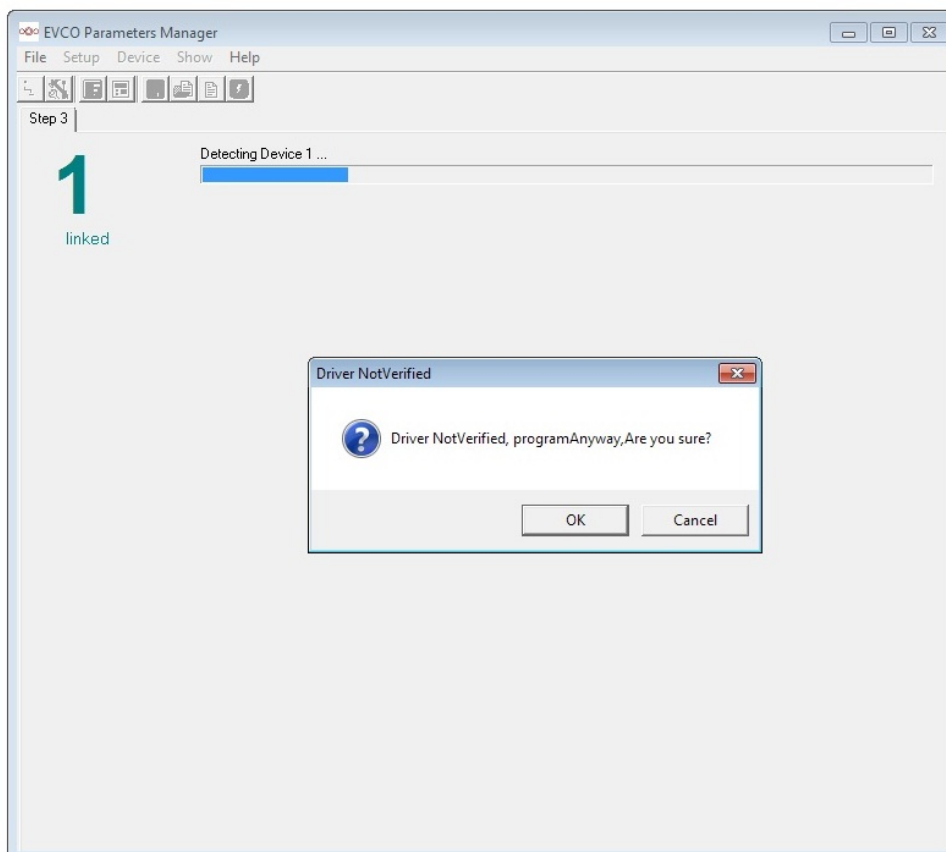 EVCO Parameters Manager
File Setup Device Show Help
Step 3
1
Detecting Device 1 ...
linked
Driver NotVerified
Driver NotVerified, programAnyway,Are you sure?
OK Cancel